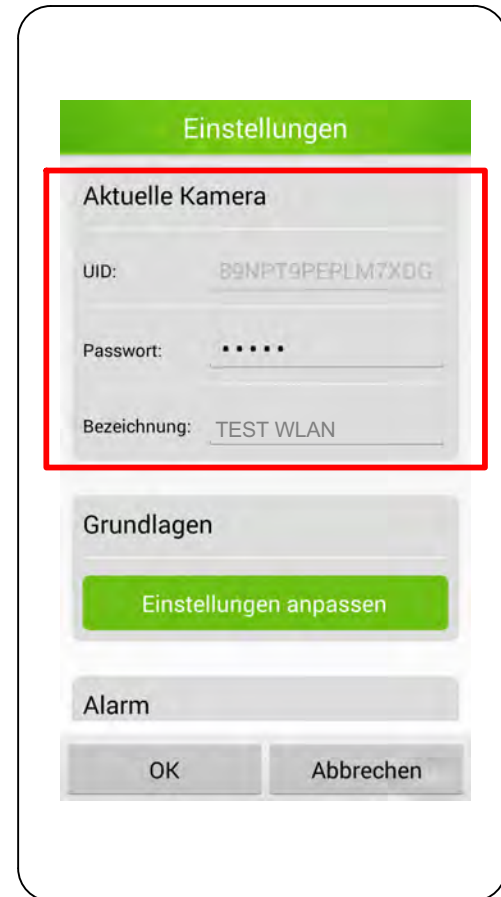 Einstellungen
Aktuelle Kamera
UID: B9NPT9PEPLM7XDG
Passwort: •••••
Bezeichnung: TEST WLAN
Grundlagen
Einstellungen anpassen
Alarm
OK Abbrechen